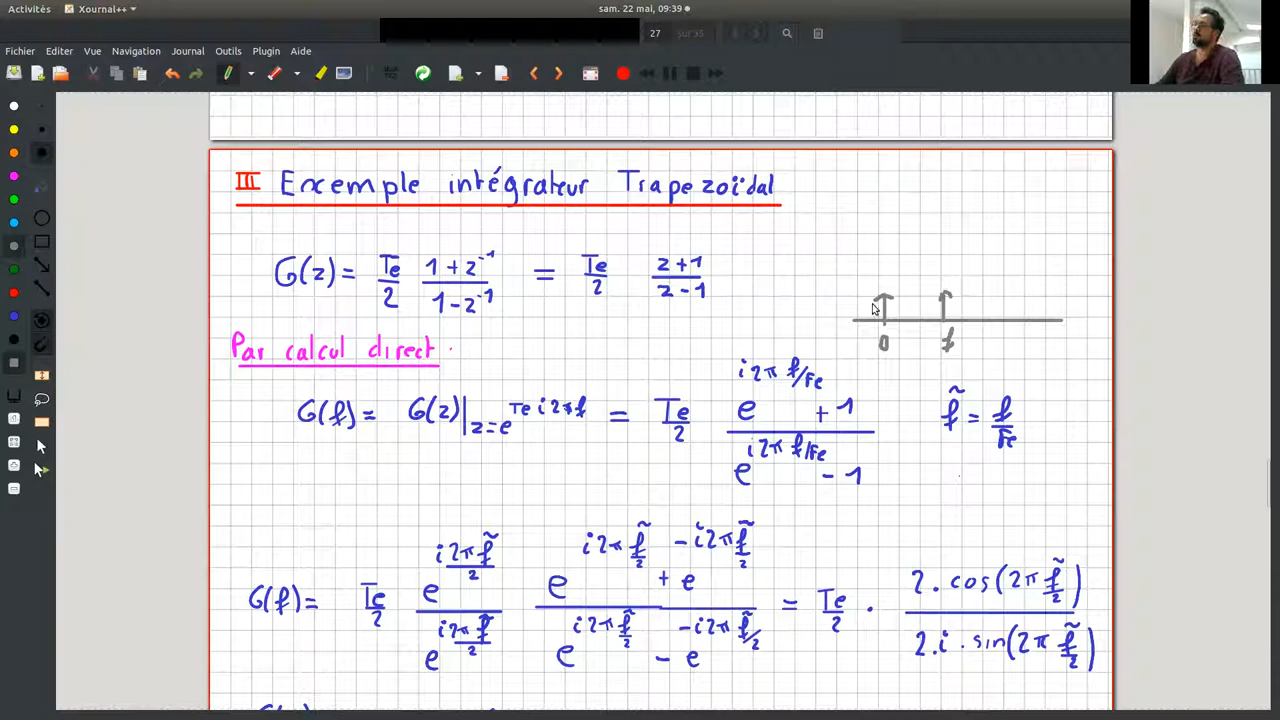 Activités Xournal++ sam. 22 mai, 09:39
27 sur 35
Fichier Editer Vue Navigation Journal Outils Plugin Aide
III Exemple intégrateur Trapezoïdal
G(z) = Te/2 (1 + z⁻¹)/(1 - z⁻¹) = Te/2 (z+1)/(z-1)
0 f
Par calcul direct.
G(f) = G(z)|z=e^(Te i2πf) = Te/2 (e^(i2π f/Fe) + 1)/(e^(i2π f/Fe) - 1) f̃ = f/Fe
G(f) = Te/2 e^(i2π f̃/2)/e^(i2π f̃/2) (e^(i2π f̃/2) + e^(-i2π f̃/2))/(e^(i2π f̃/2) - e^(-i2π f̃/2)) = Te/2 · 2.cos(2π f̃/2)/(2.i.sin(2π f̃/2))